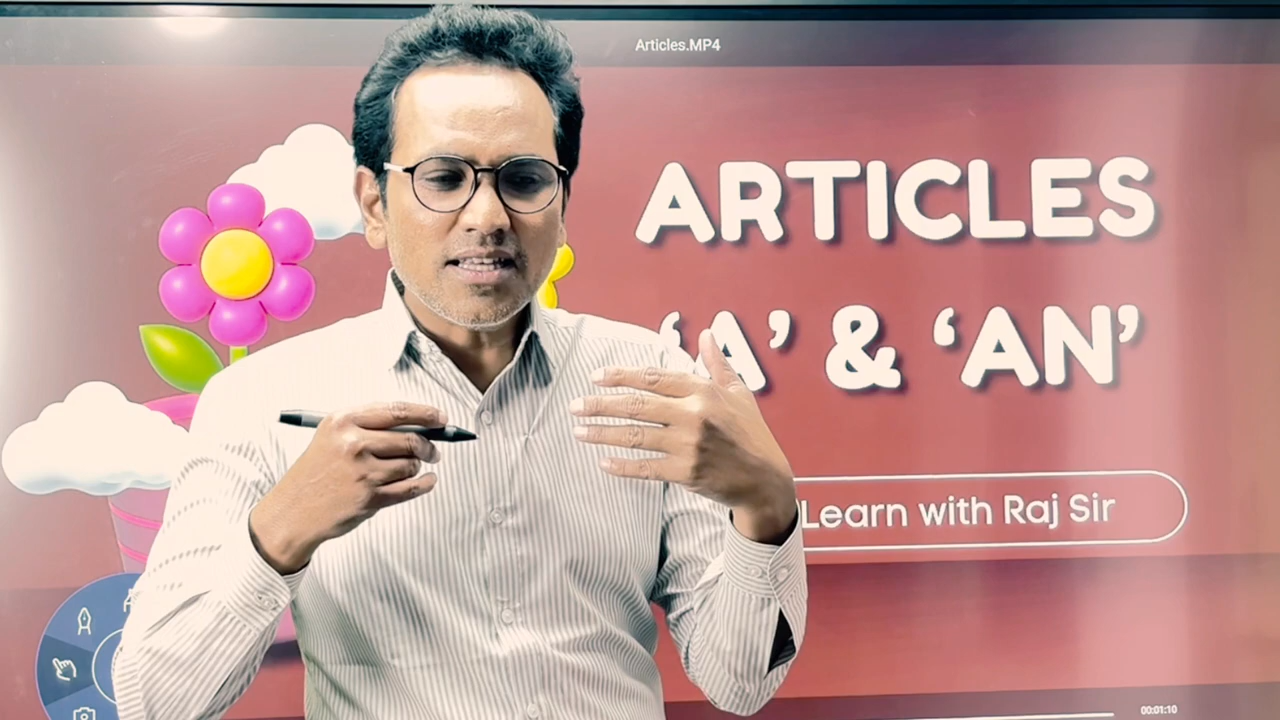 Articles.MP4
ARTICLES
‘A’ & ‘AN’
Learn with Raj Sir
00:01:10